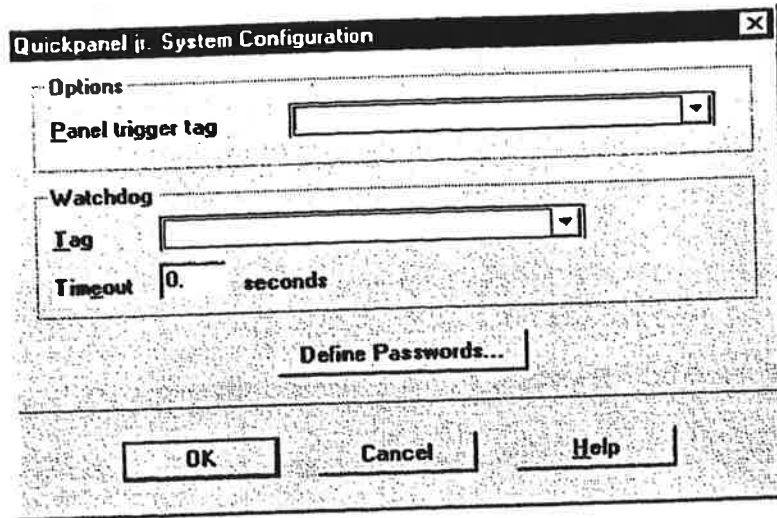 Quickpanel jr. System Configuration
Options
Panel trigger tag
Watchdog
Tag
Timeout 0. seconds
Define Passwords...
OK Cancel Help